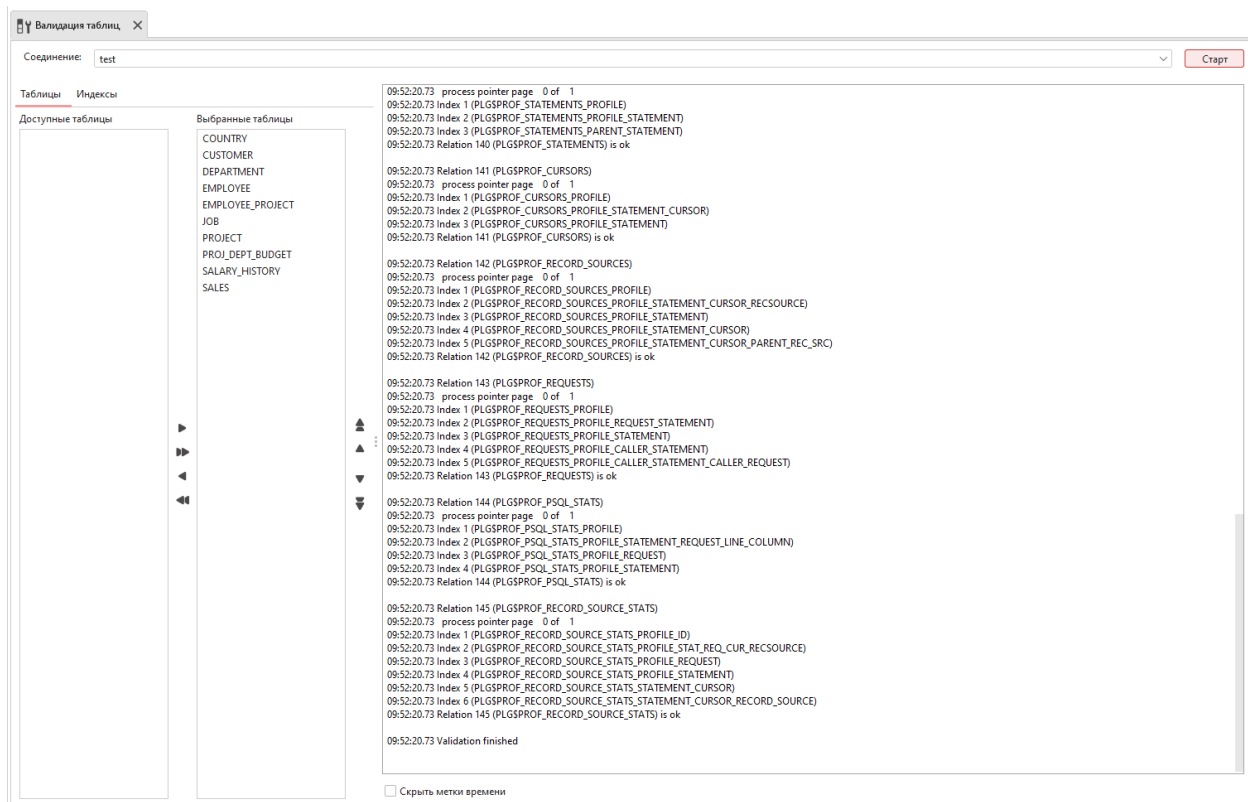 Валидация таблиц
Соединение:
test
Старт
Таблицы
Индексы
Доступные таблицы
Выбранные таблицы
COUNTRY
CUSTOMER
DEPARTMENT
EMPLOYEE
EMPLOYEE_PROJECT
JOB
PROJECT
PROJ_DEPT_BUDGET
SALARY_HISTORY
SALES
09:52:20.73 process pointer page 0 of 1
09:52:20.73 Index 1 (PLG$PROF_STATEMENTS_PROFILE)
09:52:20.73 Index 2 (PLG$PROF_STATEMENTS_PROFILE_STATEMENT)
09:52:20.73 Index 3 (PLG$PROF_STATEMENTS_PARENT_STATEMENT)
09:52:20.73 Relation 140 (PLG$PROF_STATEMENTS) is ok
09:52:20.73 Relation 141 (PLG$PROF_CURSORS)
09:52:20.73 process pointer page 0 of 1
09:52:20.73 Index 1 (PLG$PROF_CURSORS_PROFILE)
09:52:20.73 Index 2 (PLG$PROF_CURSORS_PROFILE_STATEMENT_CURSOR)
09:52:20.73 Index 3 (PLG$PROF_CURSORS_PROFILE_STATEMENT)
09:52:20.73 Relation 141 (PLG$PROF_CURSORS) is ok
09:52:20.73 Relation 142 (PLG$PROF_RECORD_SOURCES)
09:52:20.73 process pointer page 0 of 1
09:52:20.73 Index 1 (PLG$PROF_RECORD_SOURCES_PROFILE)
09:52:20.73 Index 2 (PLG$PROF_RECORD_SOURCES_PROFILE_STATEMENT_CURSOR_RECSOURCE)
09:52:20.73 Index 3 (PLG$PROF_RECORD_SOURCES_PROFILE_STATEMENT)
09:52:20.73 Index 4 (PLG$PROF_RECORD_SOURCES_PROFILE_STATEMENT_CURSOR)
09:52:20.73 Index 5 (PLG$PROF_RECORD_SOURCES_PROFILE_STATEMENT_CURSOR_PARENT_REC_SRC)
09:52:20.73 Relation 142 (PLG$PROF_RECORD_SOURCES) is ok
09:52:20.73 Relation 143 (PLG$PROF_REQUESTS)
09:52:20.73 process pointer page 0 of 1
09:52:20.73 Index 1 (PLG$PROF_REQUESTS_PROFILE)
09:52:20.73 Index 2 (PLG$PROF_REQUESTS_PROFILE_REQUEST_STATEMENT)
09:52:20.73 Index 3 (PLG$PROF_REQUESTS_PROFILE_STATEMENT)
09:52:20.73 Index 4 (PLG$PROF_REQUESTS_PROFILE_CALLER_STATEMENT)
09:52:20.73 Index 5 (PLG$PROF_REQUESTS_PROFILE_CALLER_STATEMENT_CALLER_REQUEST)
09:52:20.73 Relation 143 (PLG$PROF_REQUESTS) is ok
09:52:20.73 Relation 144 (PLG$PROF_PSQL_STATS)
09:52:20.73 process pointer page 0 of 1
09:52:20.73 Index 1 (PLG$PROF_PSQL_STATS_PROFILE)
09:52:20.73 Index 2 (PLG$PROF_PSQL_STATS_PROFILE_STATEMENT_REQUEST_LINE_COLUMN)
09:52:20.73 Index 3 (PLG$PROF_PSQL_STATS_PROFILE_REQUEST)
09:52:20.73 Index 4 (PLG$PROF_PSQL_STATS_PROFILE_STATEMENT)
09:52:20.73 Relation 144 (PLG$PROF_PSQL_STATS) is ok
09:52:20.73 Relation 145 (PLG$PROF_RECORD_SOURCE_STATS)
09:52:20.73 process pointer page 0 of 1
09:52:20.73 Index 1 (PLG$PROF_RECORD_SOURCE_STATS_PROFILE_ID)
09:52:20.73 Index 2 (PLG$PROF_RECORD_SOURCE_STATS_PROFILE_STAT_REQ_CUR_RECSOURCE)
09:52:20.73 Index 3 (PLG$PROF_RECORD_SOURCE_STATS_PROFILE_REQUEST)
09:52:20.73 Index 4 (PLG$PROF_RECORD_SOURCE_STATS_PROFILE_STATEMENT)
09:52:20.73 Index 5 (PLG$PROF_RECORD_SOURCE_STATS_STATEMENT_CURSOR)
09:52:20.73 Index 6 (PLG$PROF_RECORD_SOURCE_STATS_STATEMENT_CURSOR_RECORD_SOURCE)
09:52:20.73 Relation 145 (PLG$PROF_RECORD_SOURCE_STATS) is ok
09:52:20.73 Validation finished
Скрыть метки времени